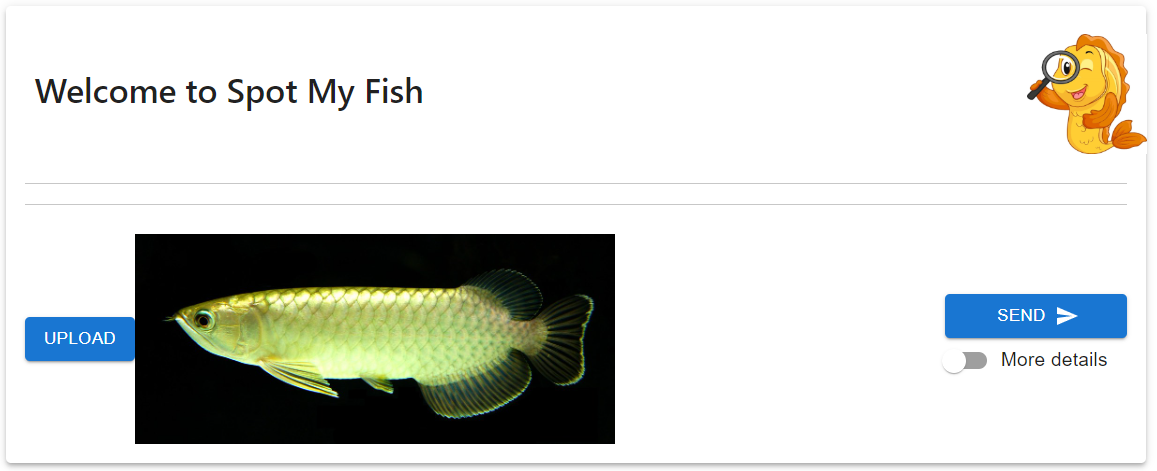 Welcome to Spot My Fish
UPLOAD
SEND
More details